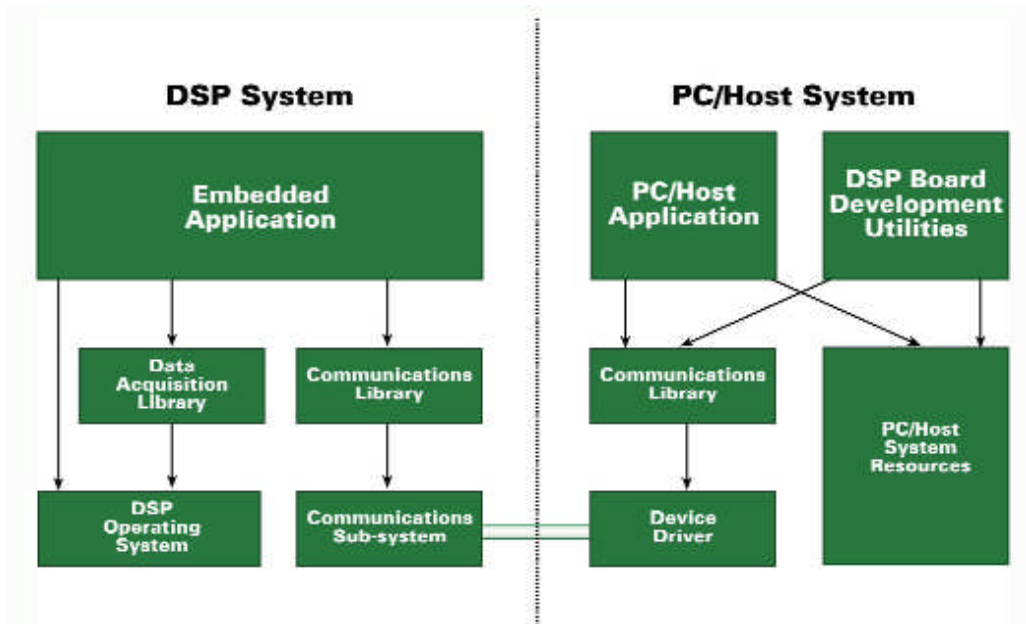 DSP System
PC/Host System
Embedded
Application
PC/Host
Application
DSP Board
Development
Utilities
Data
Acquisition
Library
Communications
Library
Communications
Library
PC/Host
System
Resources
DSP
Operating
System
Communications
Sub-system
Device
Driver